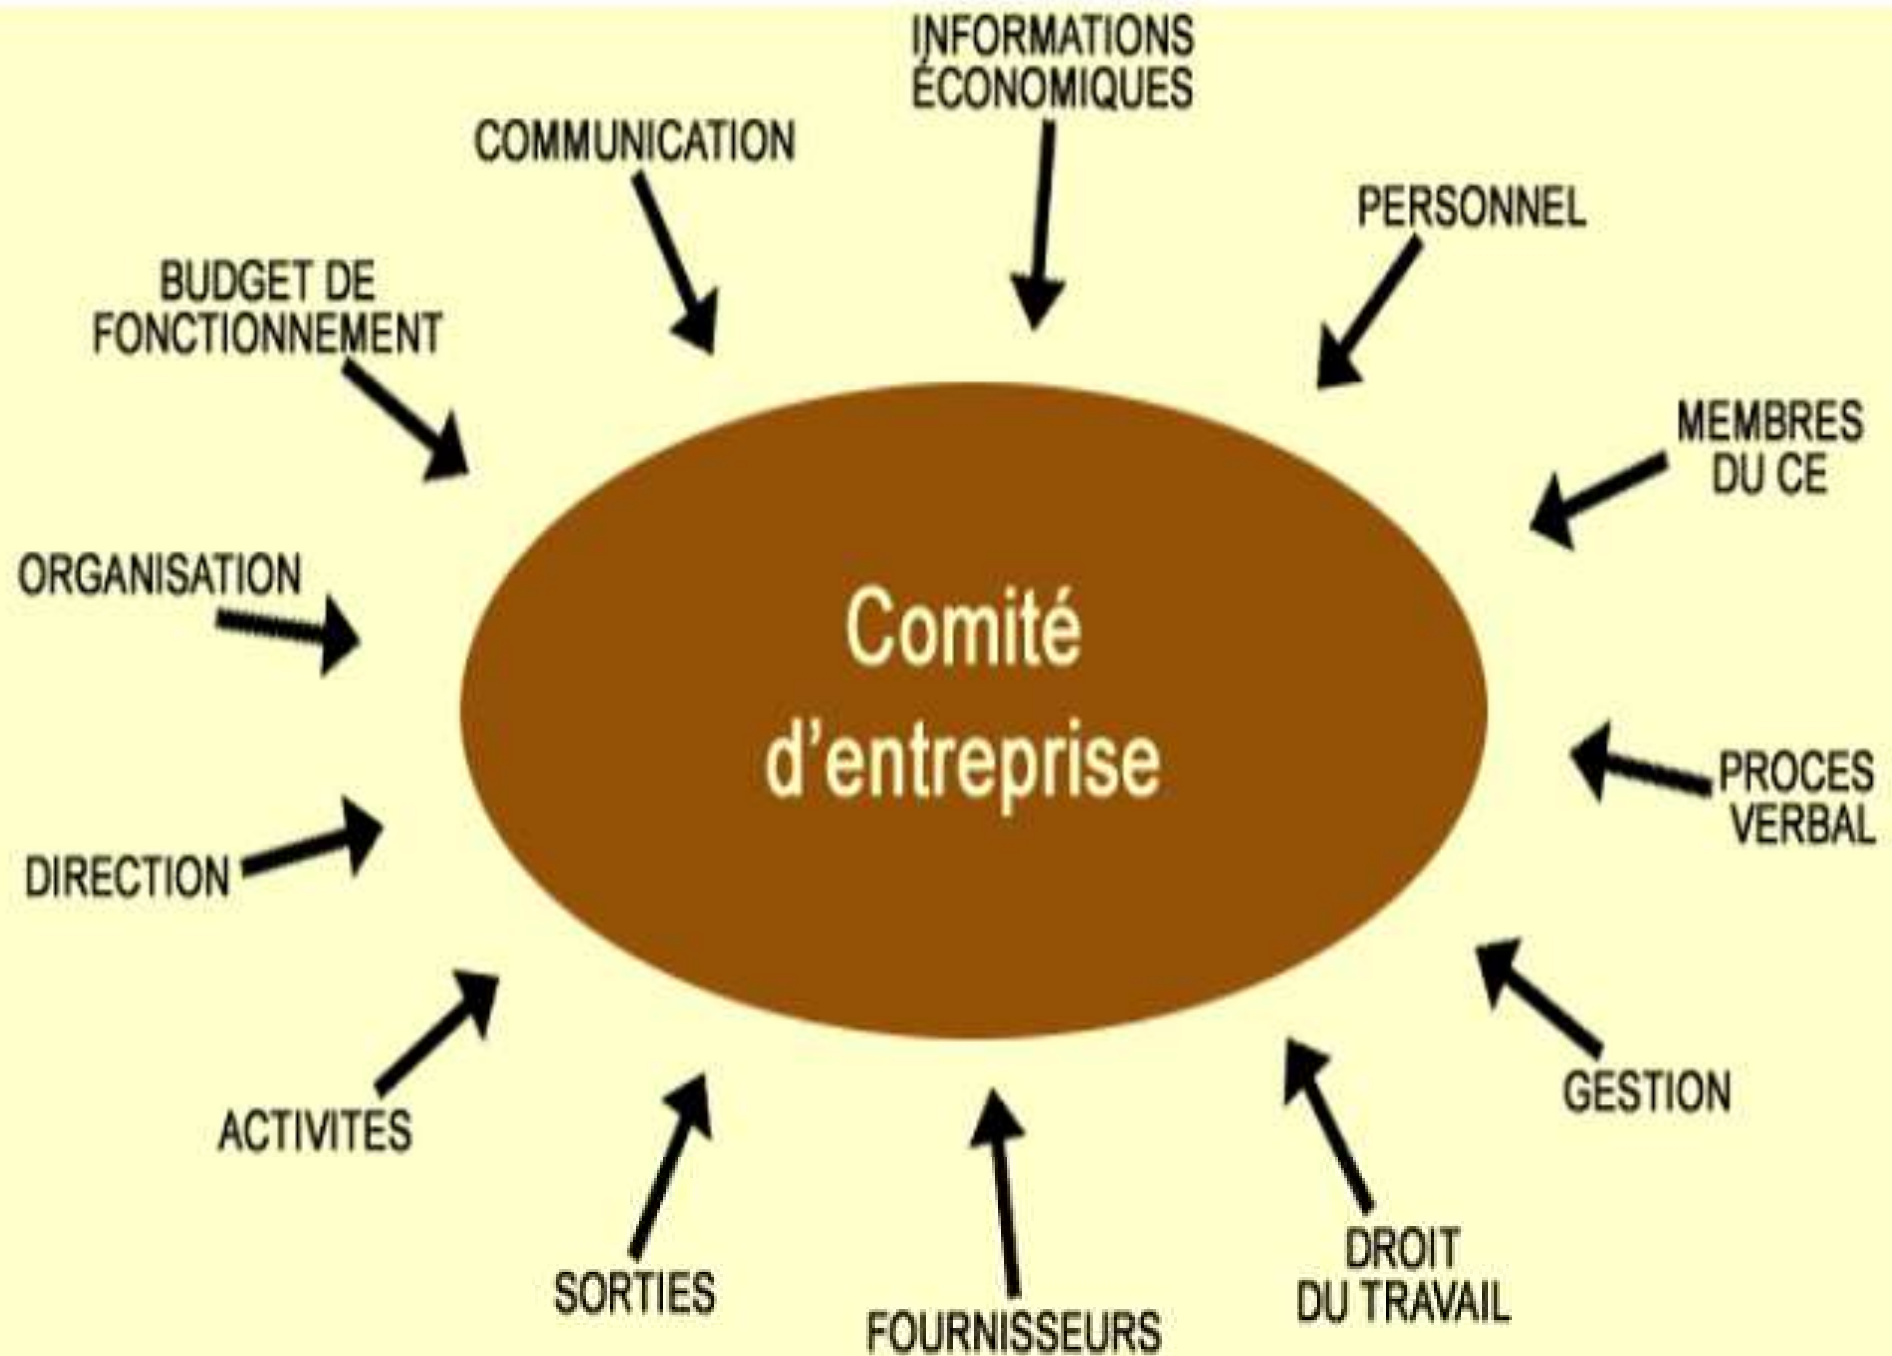 INFORMATIONS
ÉCONOMIQUES
COMMUNICATION
PERSONNEL
BUDGET DE
FONCTIONNEMENT
MEMBRES
DU CE
ORGANISATION
Comité
d’entreprise
PROCES
VERBAL
DIRECTION
GESTION
ACTIVITES
DROIT
DU TRAVAIL
SORTIES
FOURNISSEURS